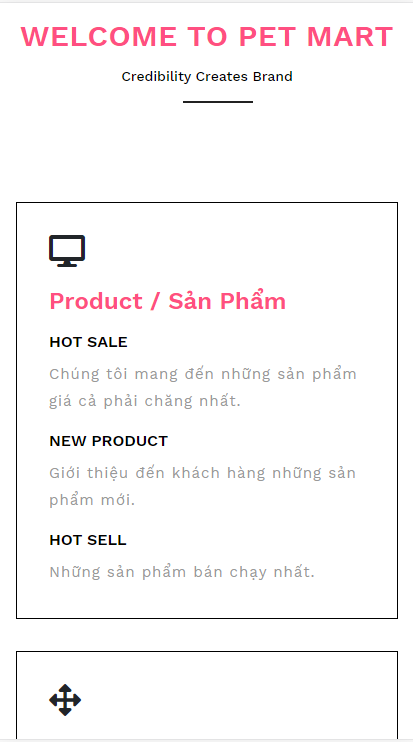 WELCOME TO PET MART
Credibility Creates Brand
Product / Sản Phẩm
HOT SALE
Chúng tôi mang đến những sản phẩm
giá cả phải chăng nhất.
NEW PRODUCT
Giới thiệu đến khách hàng những sản
phẩm mới.
HOT SELL
Những sản phẩm bán chạy nhất.